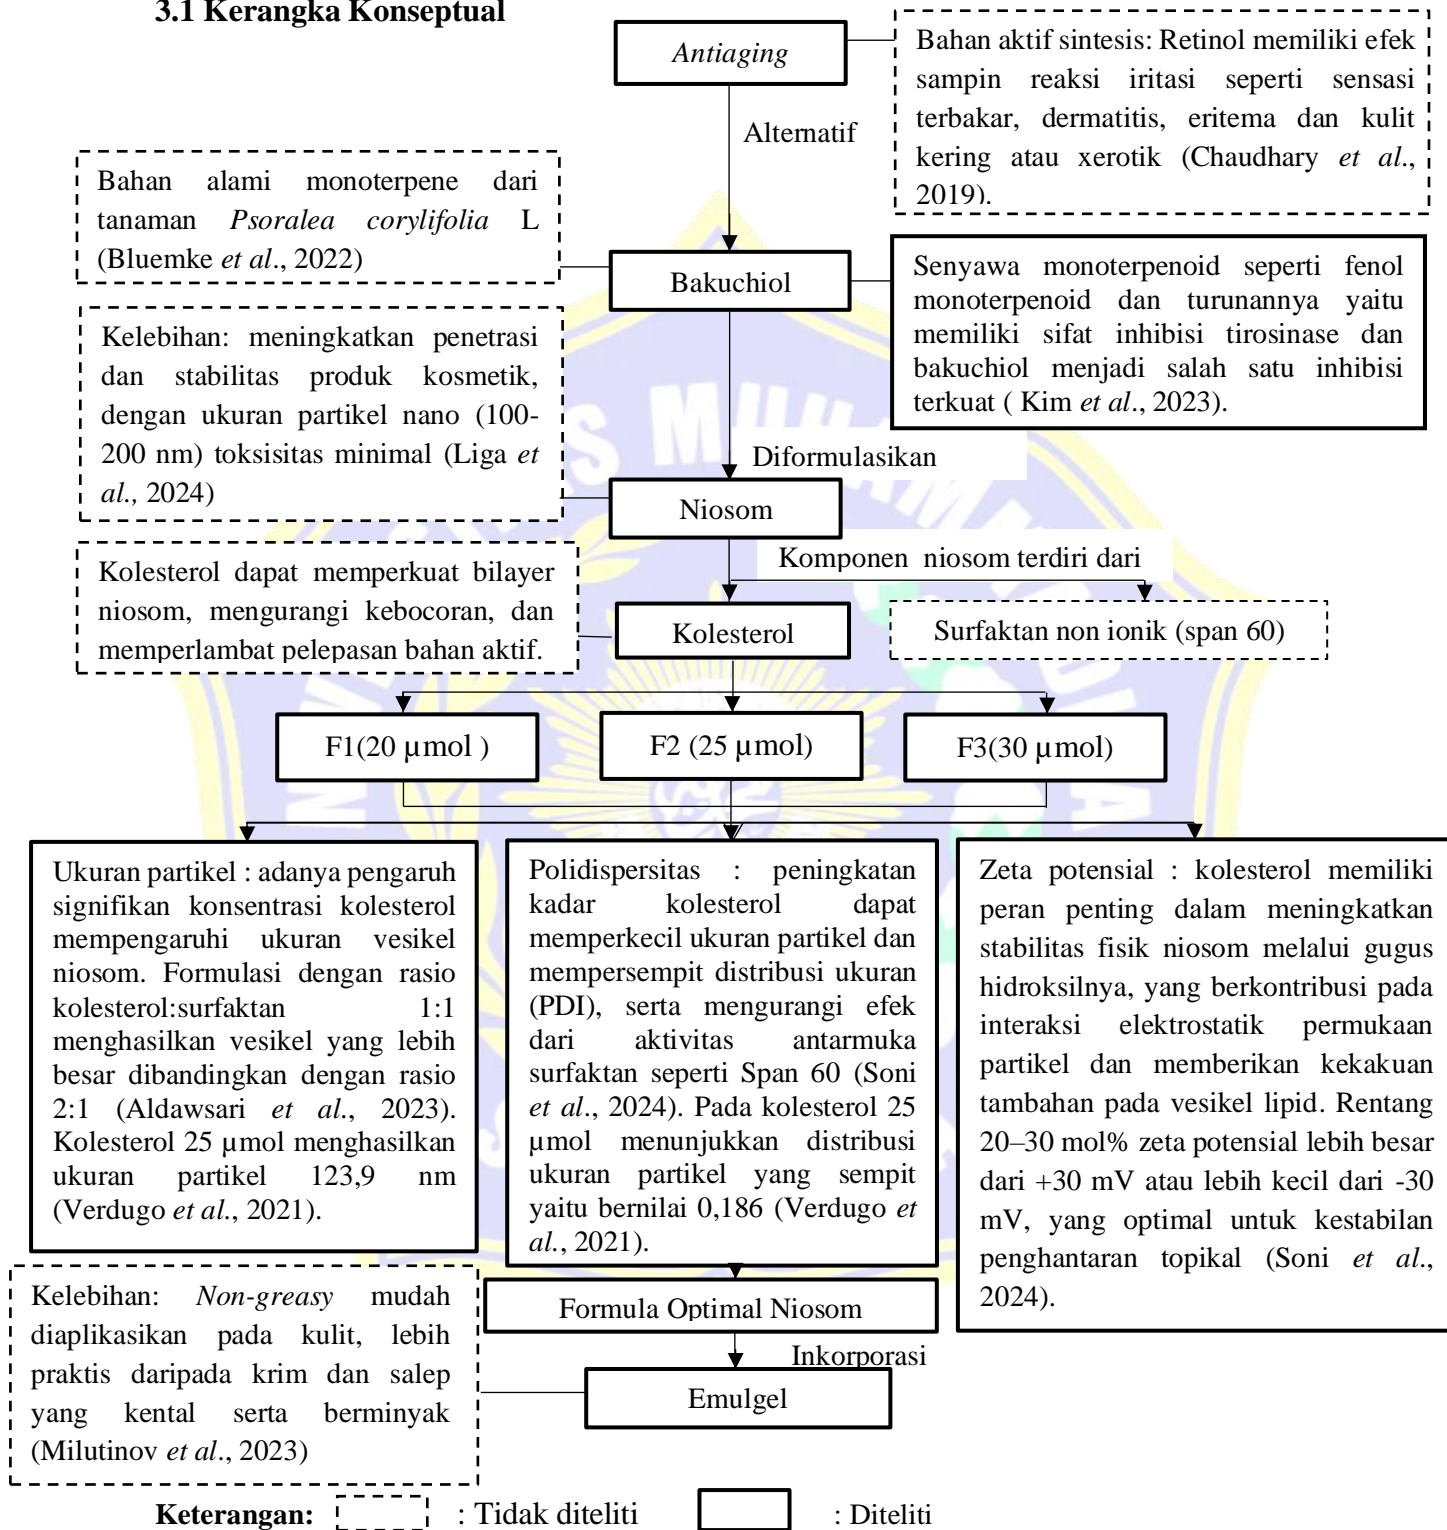 3.1 Kerangka Konseptual
Antiaging
Bahan aktif sintesis: Retinol memiliki efek
sampin reaksi iritasi seperti sensasi
terbakar, dermatitis, eritema dan kulit
kering atau xerotik (Chaudhary et al.,
2019).
Alternatif
Bahan alami monoterpene dari
tanaman Psoralea corylifolia L
(Bluemke et al., 2022)
Bakuchiol
Senyawa monoterpenoid seperti fenol
monoterpenoid dan turunannya yaitu
memiliki sifat inhibisi tirosinase dan
bakuchiol menjadi salah satu inhibisi
terkuat ( Kim et al., 2023).
Kelebihan: meningkatkan penetrasi
dan stabilitas produk kosmetik,
dengan ukuran partikel nano (100-
200 nm) toksisitas minimal (Liga et
al., 2024)
Diformulasikan
Niosom
Komponen niosom terdiri dari
Kolesterol dapat memperkuat bilayer
niosom, mengurangi kebocoran, dan
memperlambat pelepasan bahan aktif.
Kolesterol
Surfaktan non ionik (span 60)
F1(20 µmol )
F2 (25 µmol)
F3(30 µmol)
Ukuran partikel : adanya pengaruh
signifikan konsentrasi kolesterol
mempengaruhi ukuran vesikel
niosom. Formulasi dengan rasio
kolesterol:surfaktan 1:1
menghasilkan vesikel yang lebih
besar dibandingkan dengan rasio
2:1 (Aldawsari et al., 2023).
Kolesterol 25 µmol menghasilkan
ukuran partikel 123,9 nm
(Verdugo et al., 2021).
Polidispersitas : peningkatan
kadar kolesterol dapat
memperkecil ukuran partikel dan
mempersempit distribusi ukuran
(PDI), serta mengurangi efek
dari aktivitas antarmuka
surfaktan seperti Span 60 (Soni
et al., 2024). Pada kolesterol 25
µmol menunjukkan distribusi
ukuran partikel yang sempit
yaitu bernilai 0,186 (Verdugo et
al., 2021).
Zeta potensial : kolesterol memiliki
peran penting dalam meningkatkan
stabilitas fisik niosom melalui gugus
hidroksilnya, yang berkontribusi pada
interaksi elektrostatik permukaan
partikel dan memberikan kekakuan
tambahan pada vesikel lipid. Rentang
20–30 mol% zeta potensial lebih besar
dari +30 mV atau lebih kecil dari -30
mV, yang optimal untuk kestabilan
penghantaran topikal (Soni et al.,
2024).
Formula Optimal Niosom
Inkorporasi
Kelebihan: Non-greasy mudah
diaplikasikan pada kulit, lebih
praktis daripada krim dan salep
yang kental serta berminyak
(Milutinov et al., 2023)
Emulgel
Keterangan: : Tidak diteliti : Diteliti